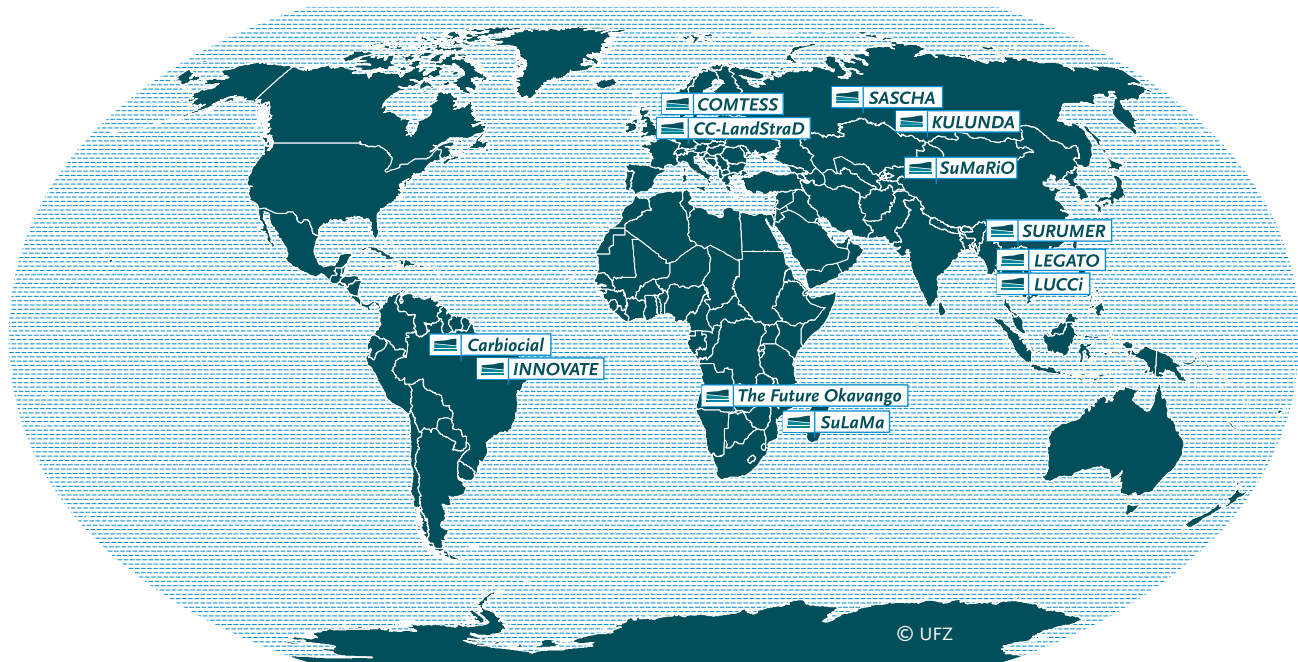 COMTESS
SASCHA
CC-LandStraD
KULUNDA
SuMaRiO
SURUMER
LEGATO
LUCCi
Carbiocial
INNOVATE
The Future Okavango
SuLaMa
© UFZ